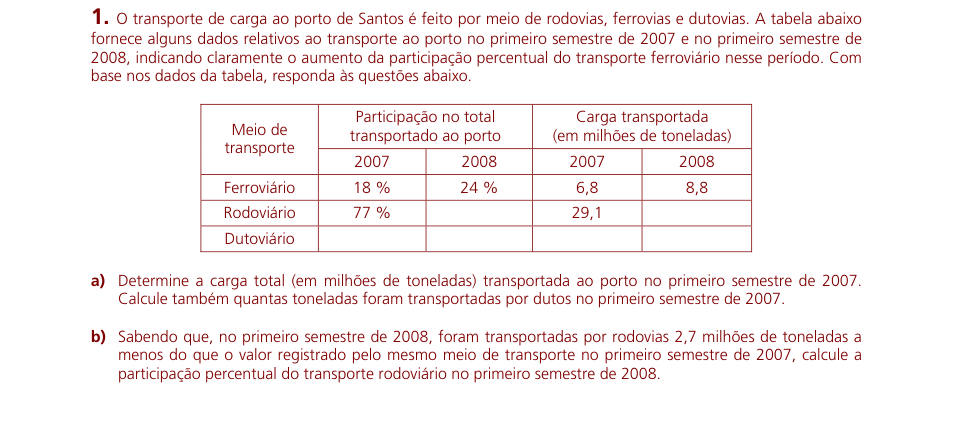 1. O transporte de carga ao porto de Santos é feito por meio de rodovias, ferrovias e dutovias. A tabela abaixo
fornece alguns dados relativos ao transporte ao porto no primeiro semestre de 2007 e no primeiro semestre de
2008, indicando claramente o aumento da participação percentual do transporte ferroviário nesse período. Com
base nos dados da tabela, responda às questões abaixo.
Meio de
transporte
Participação no total
transportado ao porto
Carga transportada
(em milhões de toneladas)
2007 2008 2007 2008
Ferroviário 18 % 24 % 6,8 8,8
Rodoviário 77 % 29,1
Dutoviário
a) Determine a carga total (em milhões de toneladas) transportada ao porto no primeiro semestre de 2007.
Calcule também quantas toneladas foram transportadas por dutos no primeiro semestre de 2007.
b) Sabendo que, no primeiro semestre de 2008, foram transportadas por rodovias 2,7 milhões de toneladas a
menos do que o valor registrado pelo mesmo meio de transporte no primeiro semestre de 2007, calcule a
participação percentual do transporte rodoviário no primeiro semestre de 2008.